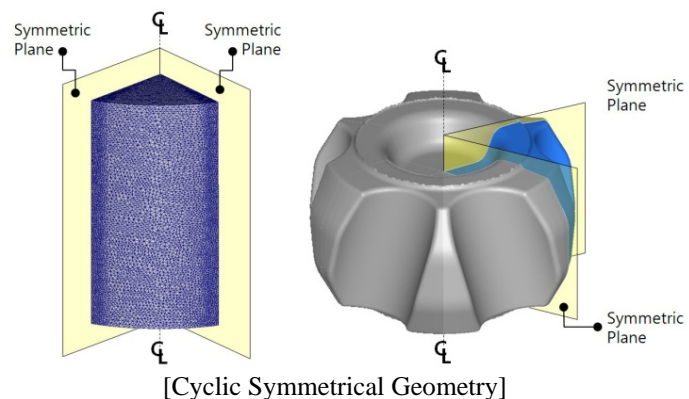 Symmetric
Plane
℄
Symmetric
Plane
℄
Symmetric
Plane
℄
℄
Symmetric
Plane
[Cyclic Symmetrical Geometry]